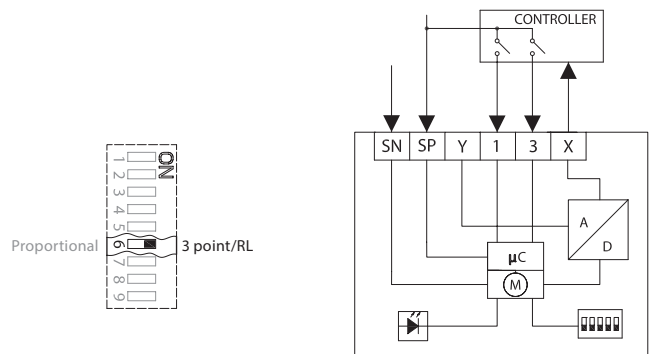 CONTROLLER
SN SP Y 1 3 X
A
D
µC
M
ON
1
2
3
4
5
Proportional 6 3 point/RL
7
8
9